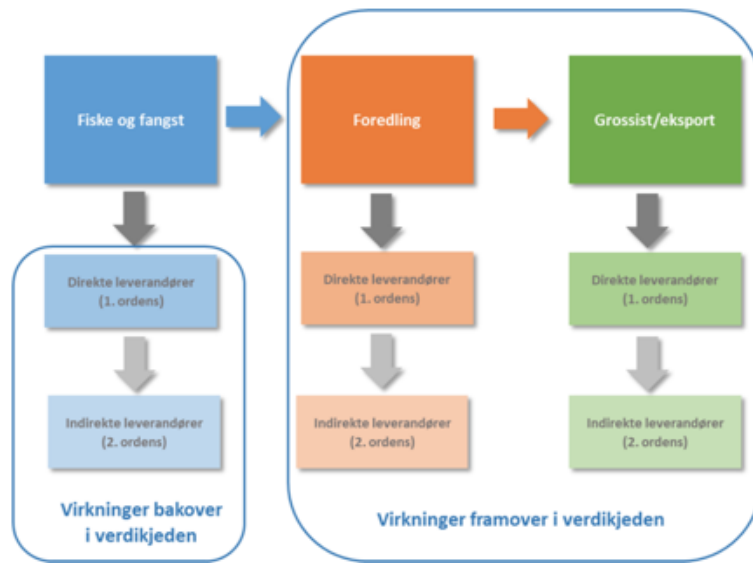 Fiske og fangst
Foredling
Grossist/eksport
Direkte leverandører
(1. ordens)
Direkte leverandører
(1. ordens)
Direkte leverandører
(1. ordens)
Indirekte leverandører
(2. ordens)
Indirekte leverandører
(2. ordens)
Indirekte leverandører
(2. ordens)
Virkninger bakover
i verdikjeden
Virkninger framover i verdikjeden